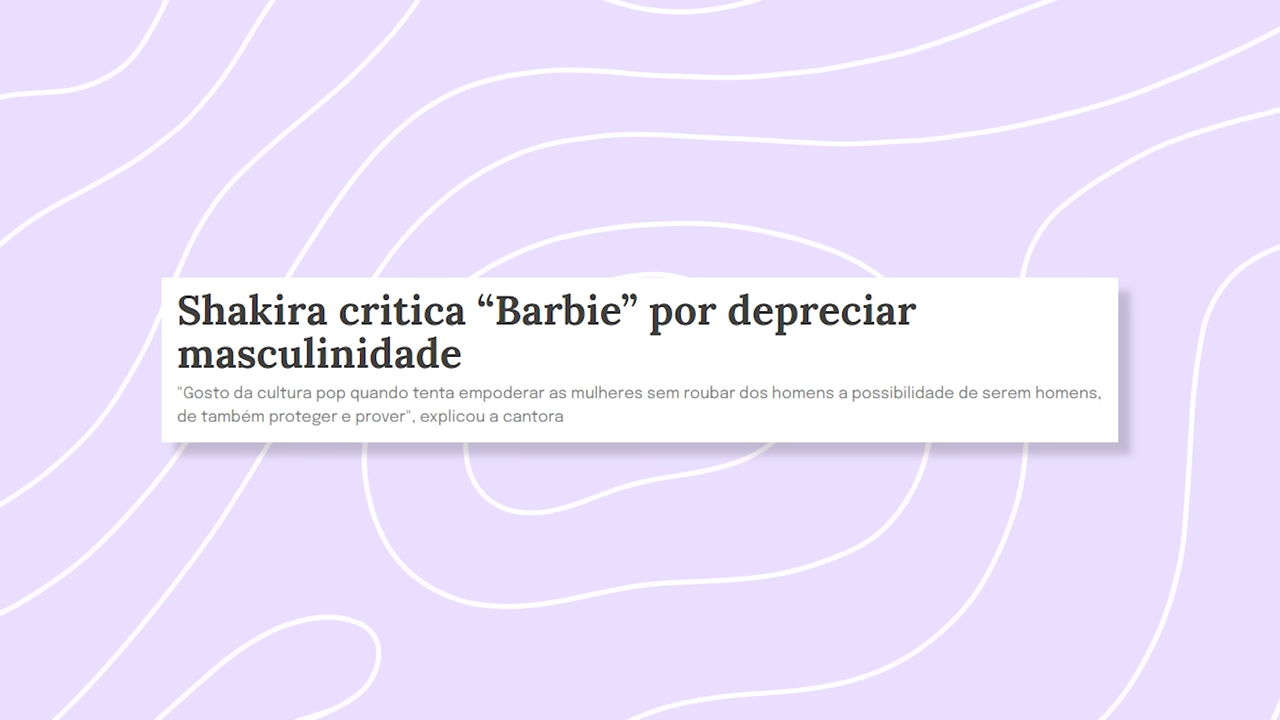 Shakira critica “Barbie” por depreciar
masculinidade
"Gosto da cultura pop quando tenta empoderar as mulheres sem roubar dos homens a possibilidade de serem homens,
de também proteger e prover", explicou a cantora